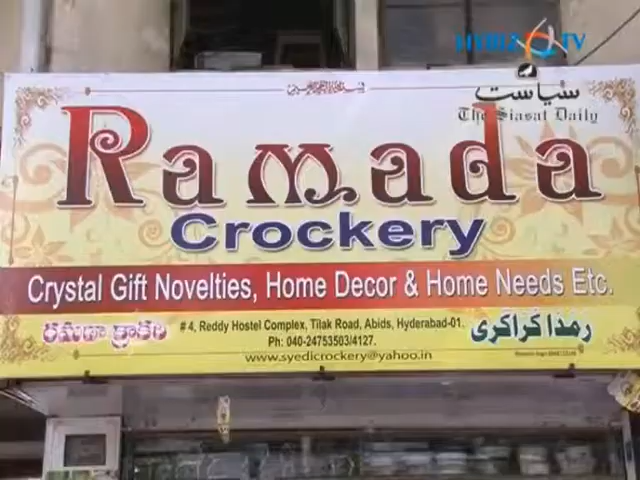 HYBIZ TV
سیاست
The Siasat Daily
Ramada
Crockery
Crystal Gift Novelties, Home Decor & Home Needs Etc.
రమదా క్రాకరి
# 4, Reddy Hostel Complex, Tilak Road, Abids, Hyderabad-01.
Ph: 040-24753503/4127.
رمدا کراکری
www.syedicrockery@yahoo.in